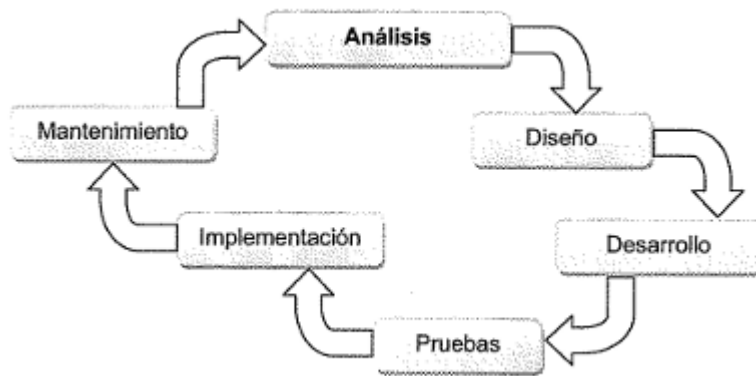 Análisis
Diseño
Desarrollo
Pruebas
Implementación
Mantenimiento